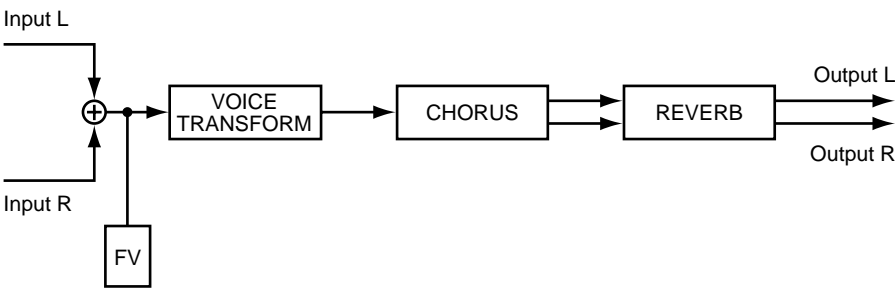 Input L
Output L
VOICE
TRANSFORM
CHORUS
REVERB
Output R
Input R
FV